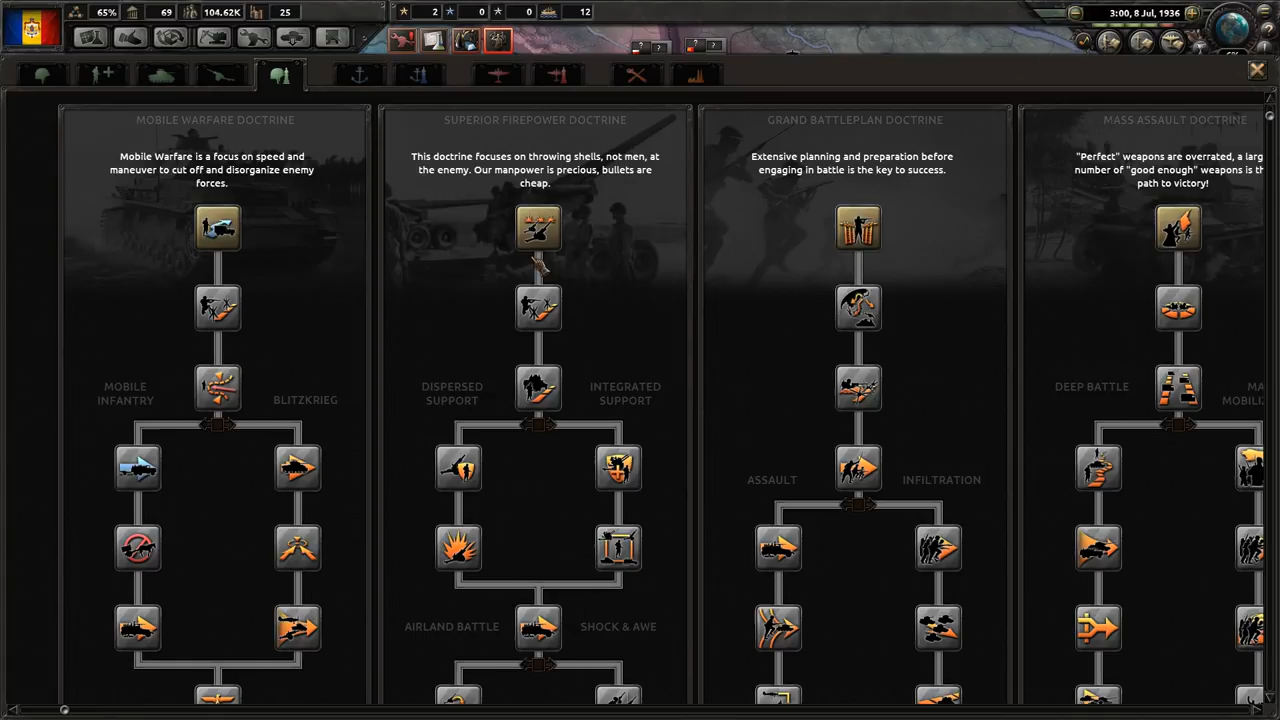 65%
69
104.62K
25
2
0
0
12
3:00, 8 Jul, 1936
?
?
?
?
MOBILE WARFARE DOCTRINE
Mobile Warfare is a focus on speed and
maneuver to cut off and disorganize enemy
forces.
MOBILE
INFANTRY
BLITZKRIEG
SUPERIOR FIREPOWER DOCTRINE
This doctrine focuses on throwing shells, not men, at
the enemy. Our manpower is precious, bullets are
cheap.
DISPERSED
SUPPORT
INTEGRATED
SUPPORT
AIRLAND BATTLE
SHOCK & AWE
GRAND BATTLEPLAN DOCTRINE
Extensive planning and preparation before
engaging in battle is the key to success.
ASSAULT
INFILTRATION
MASS ASSAULT DOCTRINE
"Perfect" weapons are overrated, a larg
number of "good enough" weapons is th
path to victory!
DEEP BATTLE
MA
MOBILI